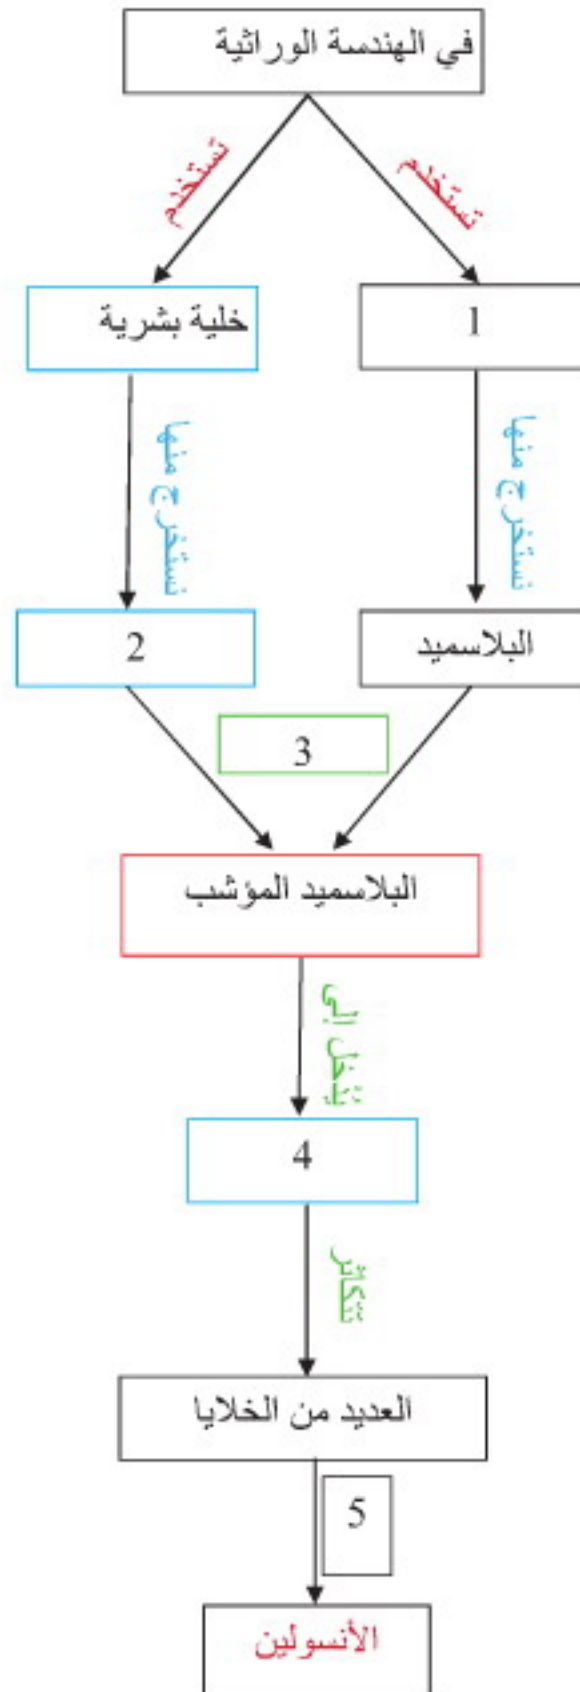 في الهندسة الوراثية
تستخدم
تستخدم
1
خلية بشرية
نستخرج منها
نستخرج منها
البلاسميد
2
3
البلاسميد المؤشب
يدخل إلى
4
تتكاثر
العديد من الخلايا
5
الأنسولين